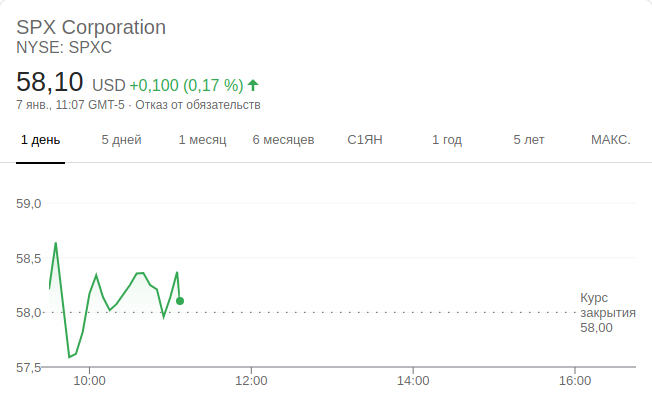 SPX Corporation
NYSE: SPXC
58,10 USD +0,100 (0,17 %)
7 янв., 11:07 GMT-5 · Отказ от обязательств
1 день 5 дней 1 месяц 6 месяцев С1ЯН 1 год 5 лет МАКС.
59,0
58,5
58,0
57,5
Курс
закрытия
58,00
10:00 12:00 14:00 16:00